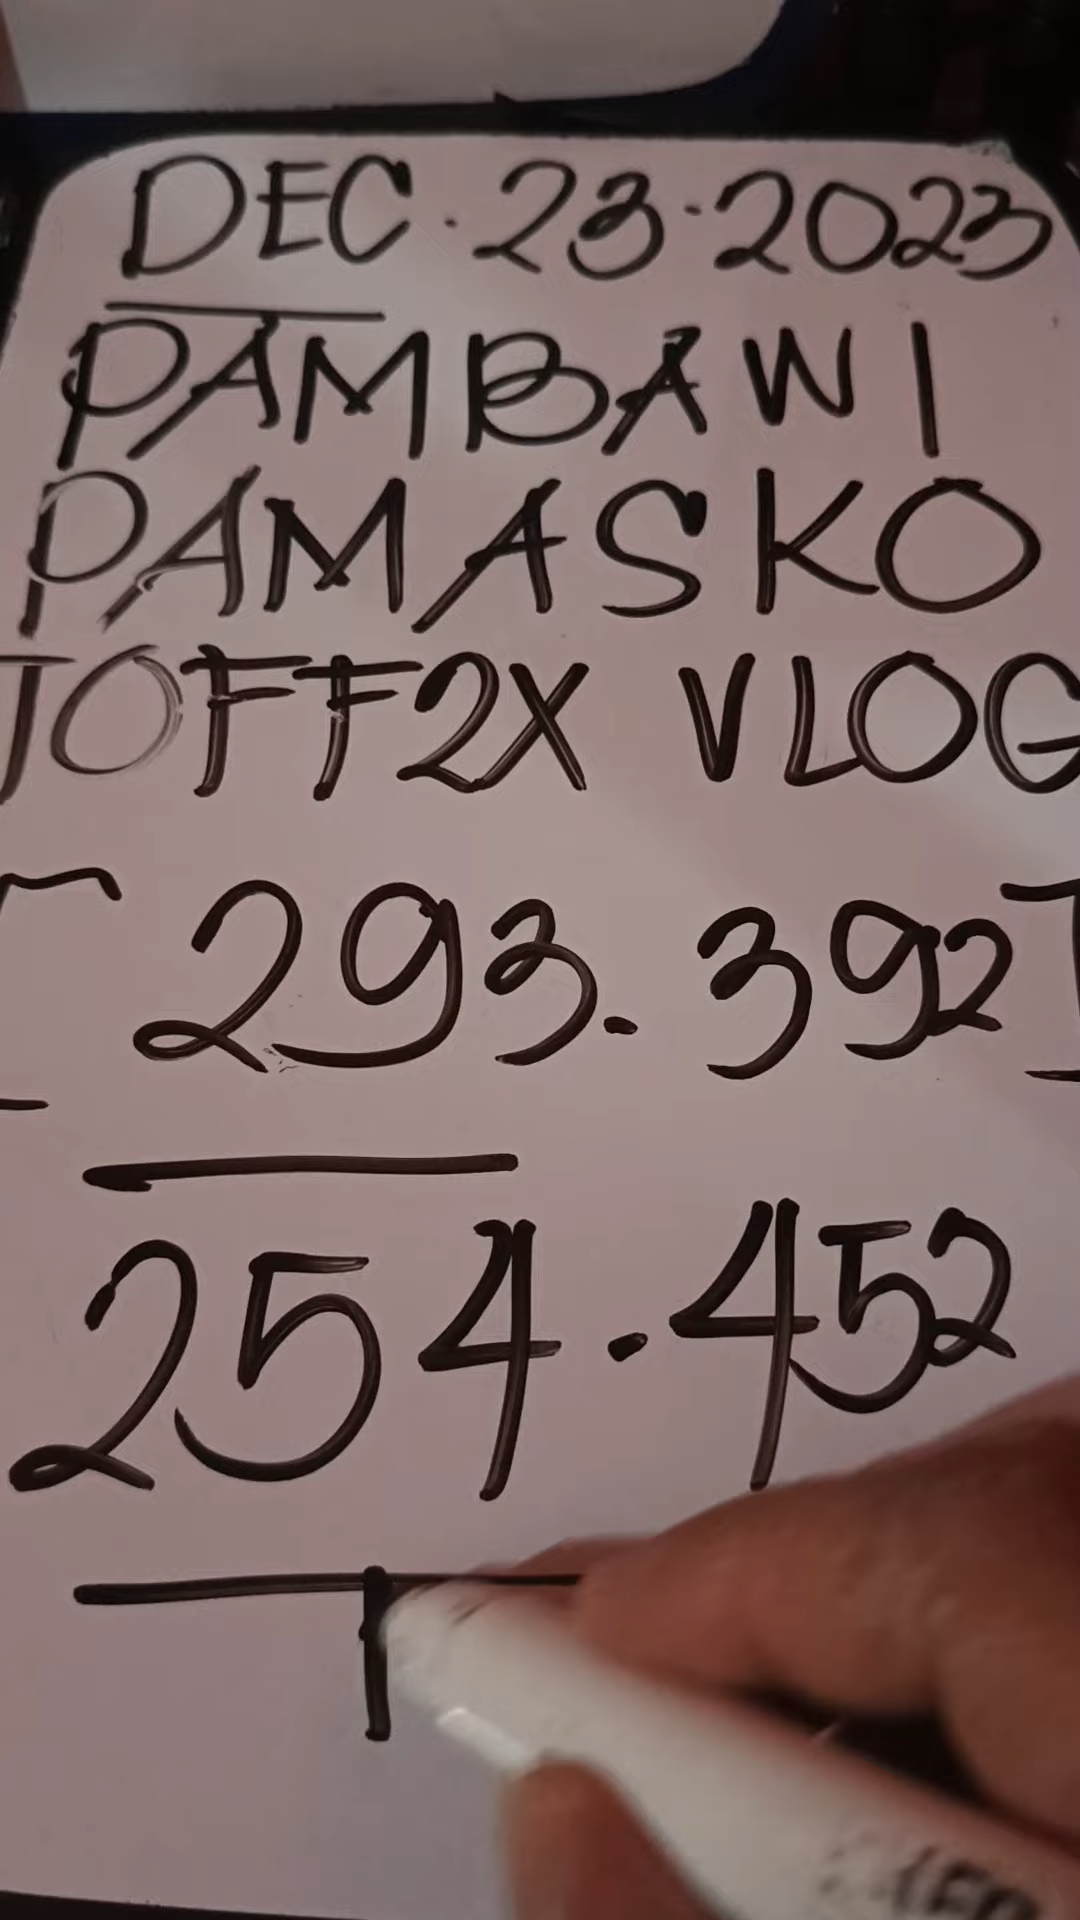 DEC.23.2023
PAMBAWI
PAMASKO
JOFF2X VLOG
[293.392]
254.452
T